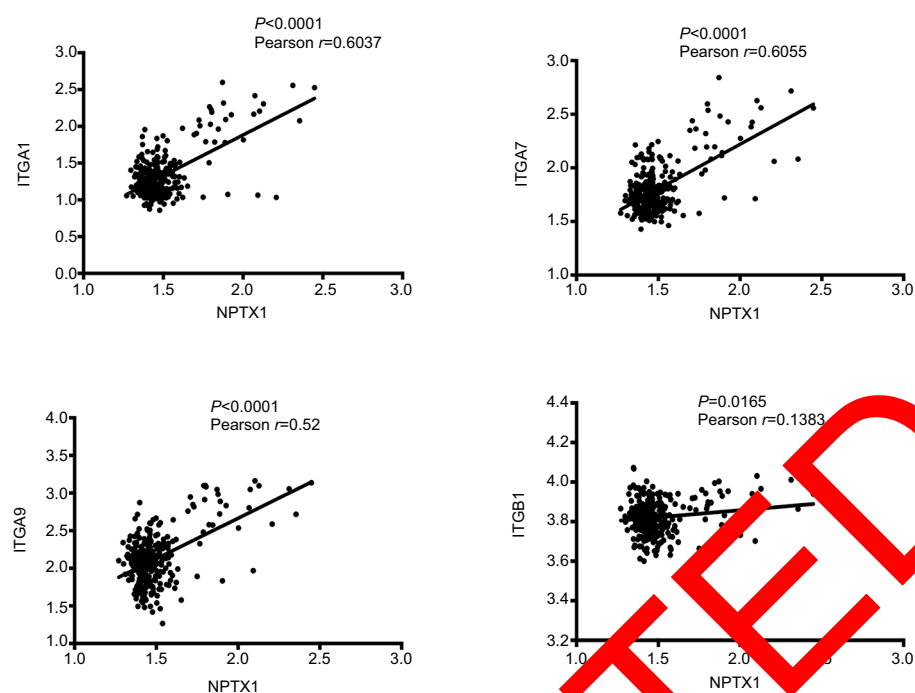 P<0.0001
Pearson r=0.6037
3.0
2.5
2.0
1.5
1.0
0.5
0.0
ITGA1
1.0 1.5 2.0 2.5 3.0
NPTX1
P<0.0001
Pearson r=0.6055
3.0
2.5
2.0
1.5
1.0
ITGA7
1.0 1.5 2.0 2.5 3.0
NPTX1
P<0.0001
Pearson r=0.52
4.0
3.5
3.0
2.5
2.0
1.5
1.0
ITGA9
1.0 1.5 2.0 2.5 3.0
NPTX1
P=0.0165
Pearson r=0.1383
4.4
4.2
4.0
3.8
3.6
3.4
3.2
ITGB1
1.0 1.5 2.0 2.5 3.0
NPTX1
TED